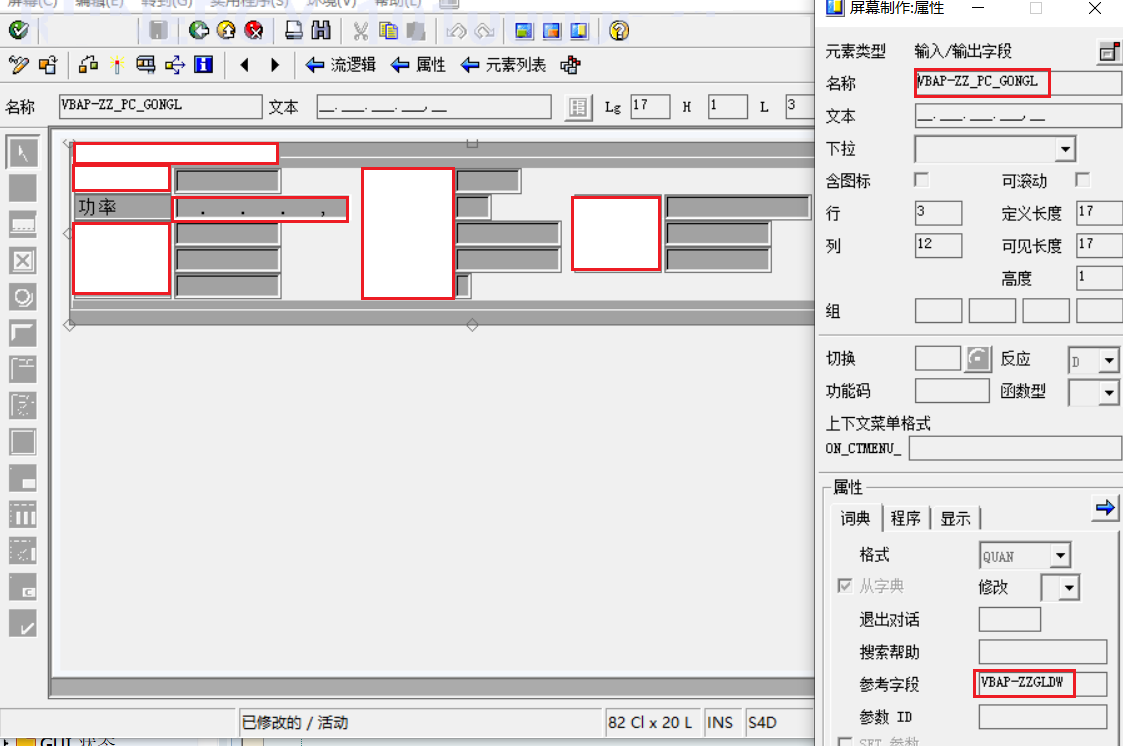 屏幕(C) 编辑(E) 转到(G) 实用程序(S) 环境(V) 帮助(L)
屏幕制作:属性
流逻辑 属性 元素列表
名称 VBAP-ZZ_PC_GONGL 文本 __.___.___.___,__ Lg 17 H 1 L 3
功率 . . . ,
已修改的 / 活动 82 Cl x 20 L INS S4D
GUI 状态
元素类型 输入/输出字段
名称 VBAP-ZZ_PC_GONGL
文本 __.___.___.___,__
下拉
含图标 可滚动
行 3 定义长度 17
列 12 可见长度 17
高度 1
组
切换 反应 D
功能码 函数型
上下文菜单格式
ON_CTMENU_
属性
词典 程序 显示
格式 QUAN
从字典 修改
退出对话
搜索帮助
参考字段 VBAP-ZZGLDW
参数 ID
SET 参数